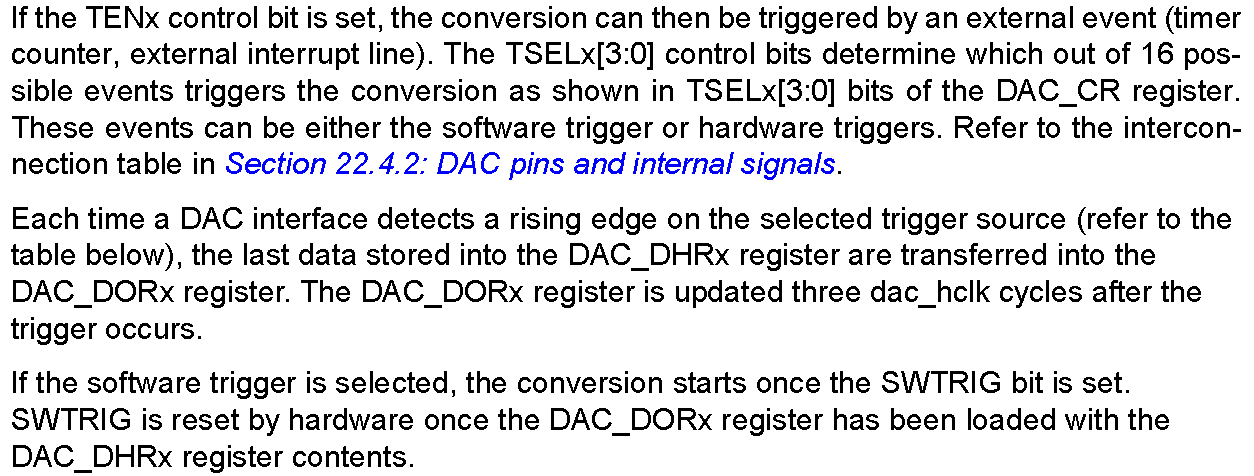 If the TENx control bit is set, the conversion can then be triggered by an external event (timer
counter, external interrupt line). The TSELx[3:0] control bits determine which out of 16 pos-
sible events triggers the conversion as shown in TSELx[3:0] bits of the DAC_CR register.
These events can be either the software trigger or hardware triggers. Refer to the intercon-
nection table in Section 22.4.2: DAC pins and internal signals.
Each time a DAC interface detects a rising edge on the selected trigger source (refer to the
table below), the last data stored into the DAC_DHRx register are transferred into the
DAC_DORx register. The DAC_DORx register is updated three dac_hclk cycles after the
trigger occurs.
If the software trigger is selected, the conversion starts once the SWTRIG bit is set.
SWTRIG is reset by hardware once the DAC_DORx register has been loaded with the
DAC_DHRx register contents.